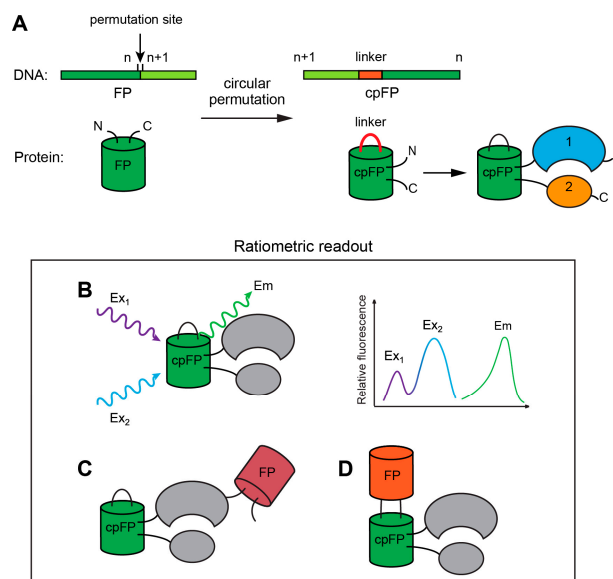 A
permutation site
n
n+1
n+1
linker
n
DNA:
FP
circular
permutation
cpFP
linker
N
C
N
1
Protein:
FP
cpFP
C
cpFP
2
C
Ratiometric readout
B
Ex1
Em
cpFP
Ex2
Relative fluorescence
Ex1
Ex2
Em
C
FP
cpFP
D
FP
cpFP